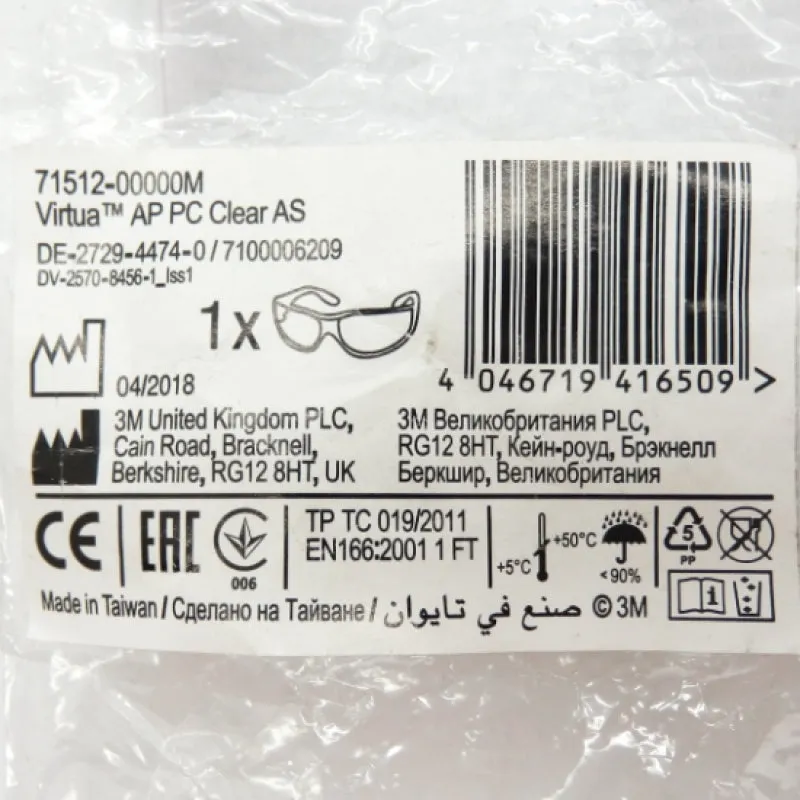 71512-00000M
Virtua™ AP PC Clear AS
DE-2729-4474-0 / 7100006209
DV-2570-8456-1_Iss1
1x
04/2018
4 046719 416509 >
3M United Kingdom PLC,
Cain Road, Bracknell,
Berkshire, RG12 8HT, UK
3M Великобритания PLC,
RG12 8HT, Кейн-роуд, Брэкнелл
Беркшир, Великобритания
CE
EAC
006
ТР ТС 019/2011
EN166:2001 1 FT
+5°C
+50°C
<90%
5
PP
i
Made in Taiwan / Сделано на Тайване / صنع في تايوان © 3M